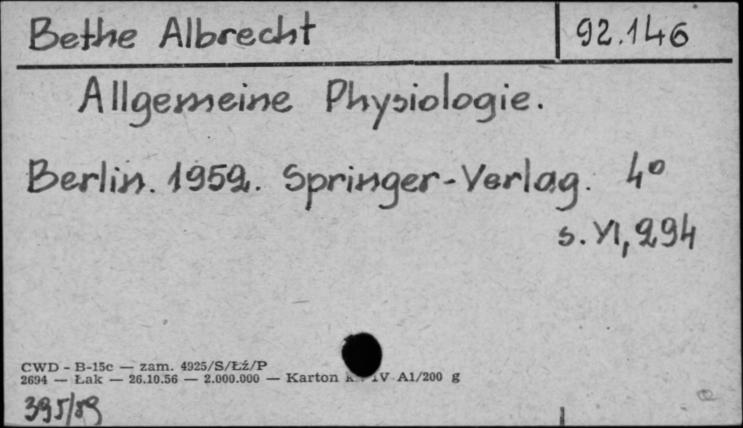 Bethe Albrecht 92.146
Allgemeine Physiologie.
Berlin. 1952. Springer-Verlag. 4°
s. VI, 294
CWD - B-15c — zam. 4925/S/Łź/P
2694 — Łak — 26.10.56 — 2.000.000 — Karton IV A1/200 g
395/59